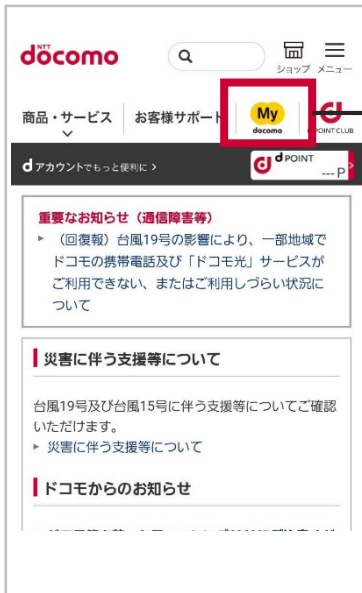 NTT
döcomo
ショップ
メニュー
商品・サービス
お客様サポート
My
docomo
d POINT CLUB
dアカウントでもっと便利に >
d POINT
---P
重要なお知らせ(通信障害等)
(回復報)台風19号の影響により、一部地域で
ドコモの携帯電話及び「ドコモ光」サービスが
ご利用できない、またはご利用しづらい状況に
ついて
災害に伴う支援等について
台風19号及び台風15号に伴う支援等についてご確認
いただけます。
災害に伴う支援等について
ドコモからのお知らせ